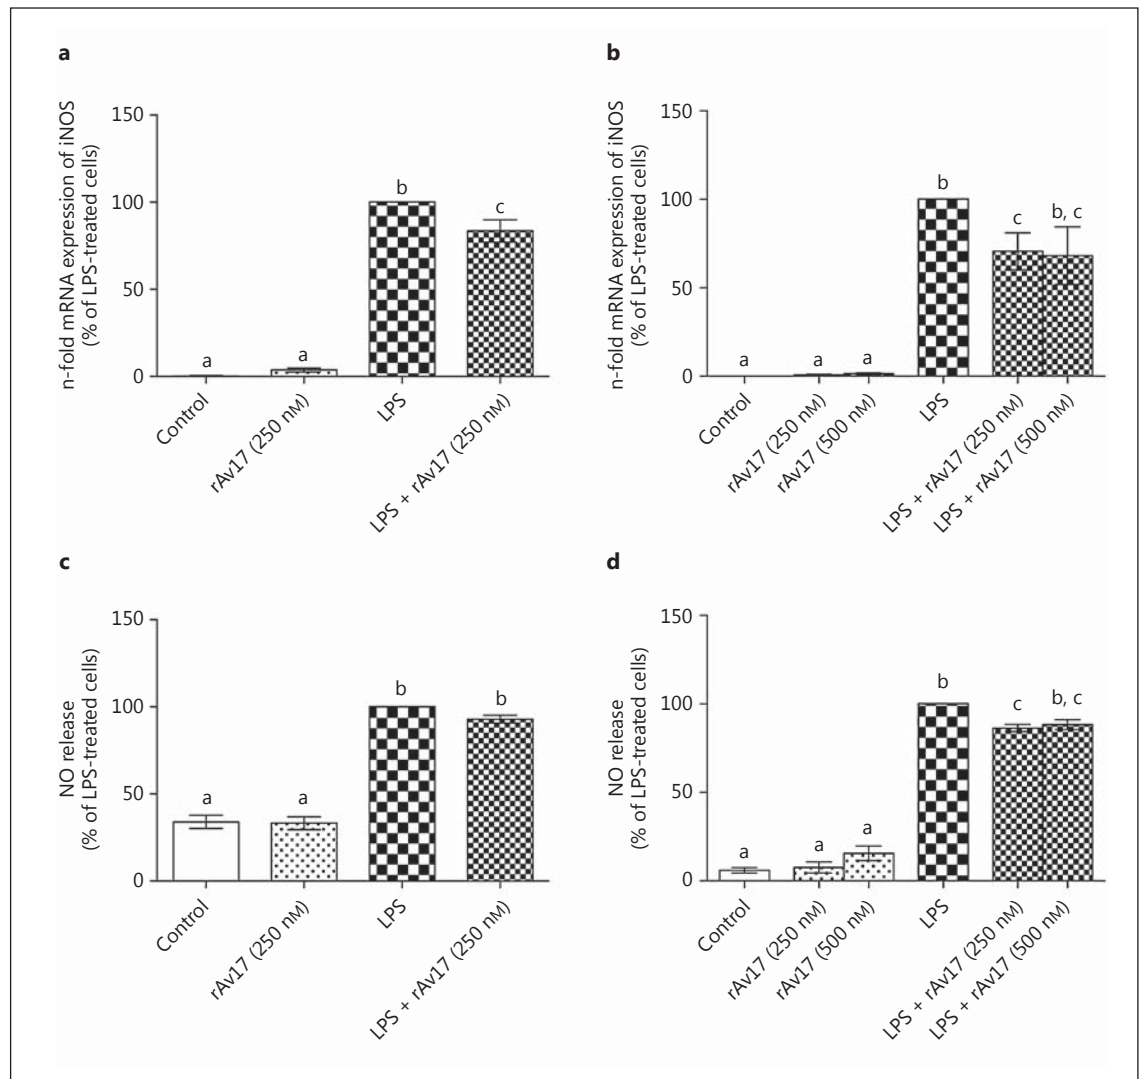 a
n-fold mRNA expression of iNOS
(% of LPS-treated cells)
150
100
50
0
a
a
b
c
Control
rAv17 (250 nM)
LPS
LPS + rAv17 (250 nM)
b
n-fold mRNA expression of iNOS
(% of LPS-treated cells)
150
100
50
0
a
a
a
b
c
b, c
Control
rAv17 (250 nM)
rAv17 (500 nM)
LPS
LPS + rAv17 (250 nM)
LPS + rAv17 (500 nM)
c
NO release
(% of LPS-treated cells)
150
100
50
0
a
a
b
b
Control
rAv17 (250 nM)
LPS
LPS + rAv17 (250 nM)
d
NO release
(% of LPS-treated cells)
150
100
50
0
a
a
a
b
c
b, c
Control
rAv17 (250 nM)
rAv17 (500 nM)
LPS
LPS + rAv17 (250 nM)
LPS + rAv17 (500 nM)